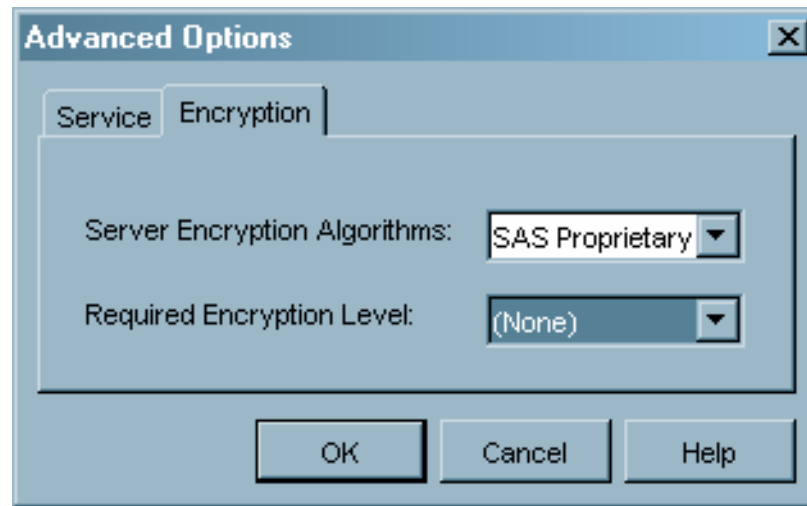 Advanced Options
Service Encryption
Server Encryption Algorithms: SAS Proprietary
Required Encryption Level: (None)
OK Cancel Help